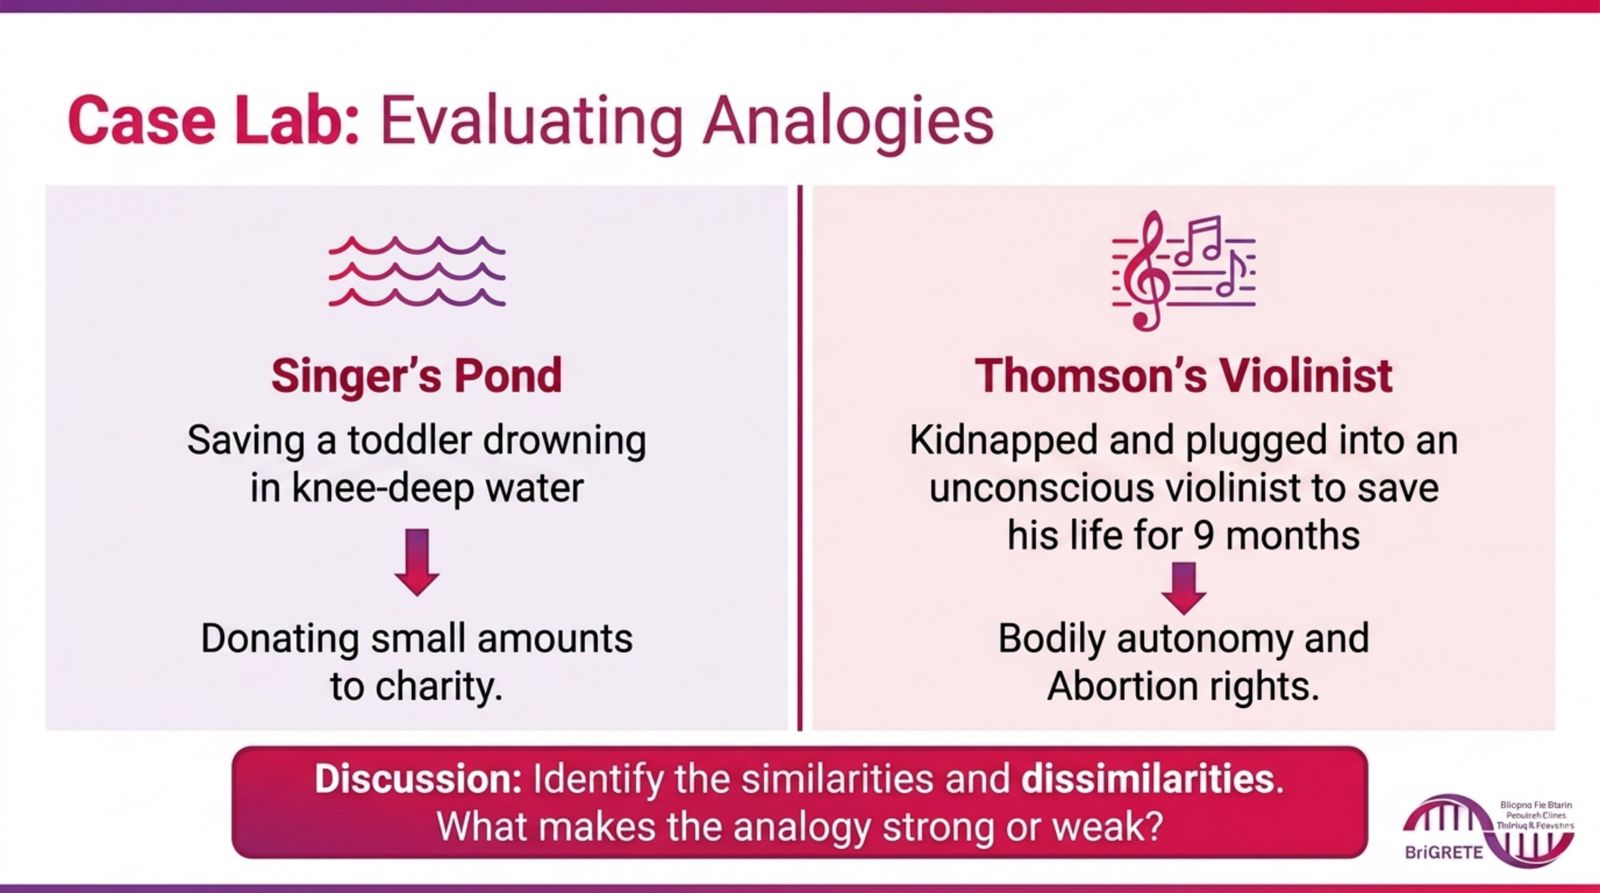 Case Lab: Evaluating Analogies
Singer’s Pond
Saving a toddler drowning
in knee-deep water
Donating small amounts
to charity.
Thomson’s Violinist
Kidnapped and plugged into an
unconscious violinist to save
his life for 9 months
Bodily autonomy and
Abortion rights.
Discussion: Identify the similarities and dissimilarities.
What makes the analogy strong or weak?
BriGRETE